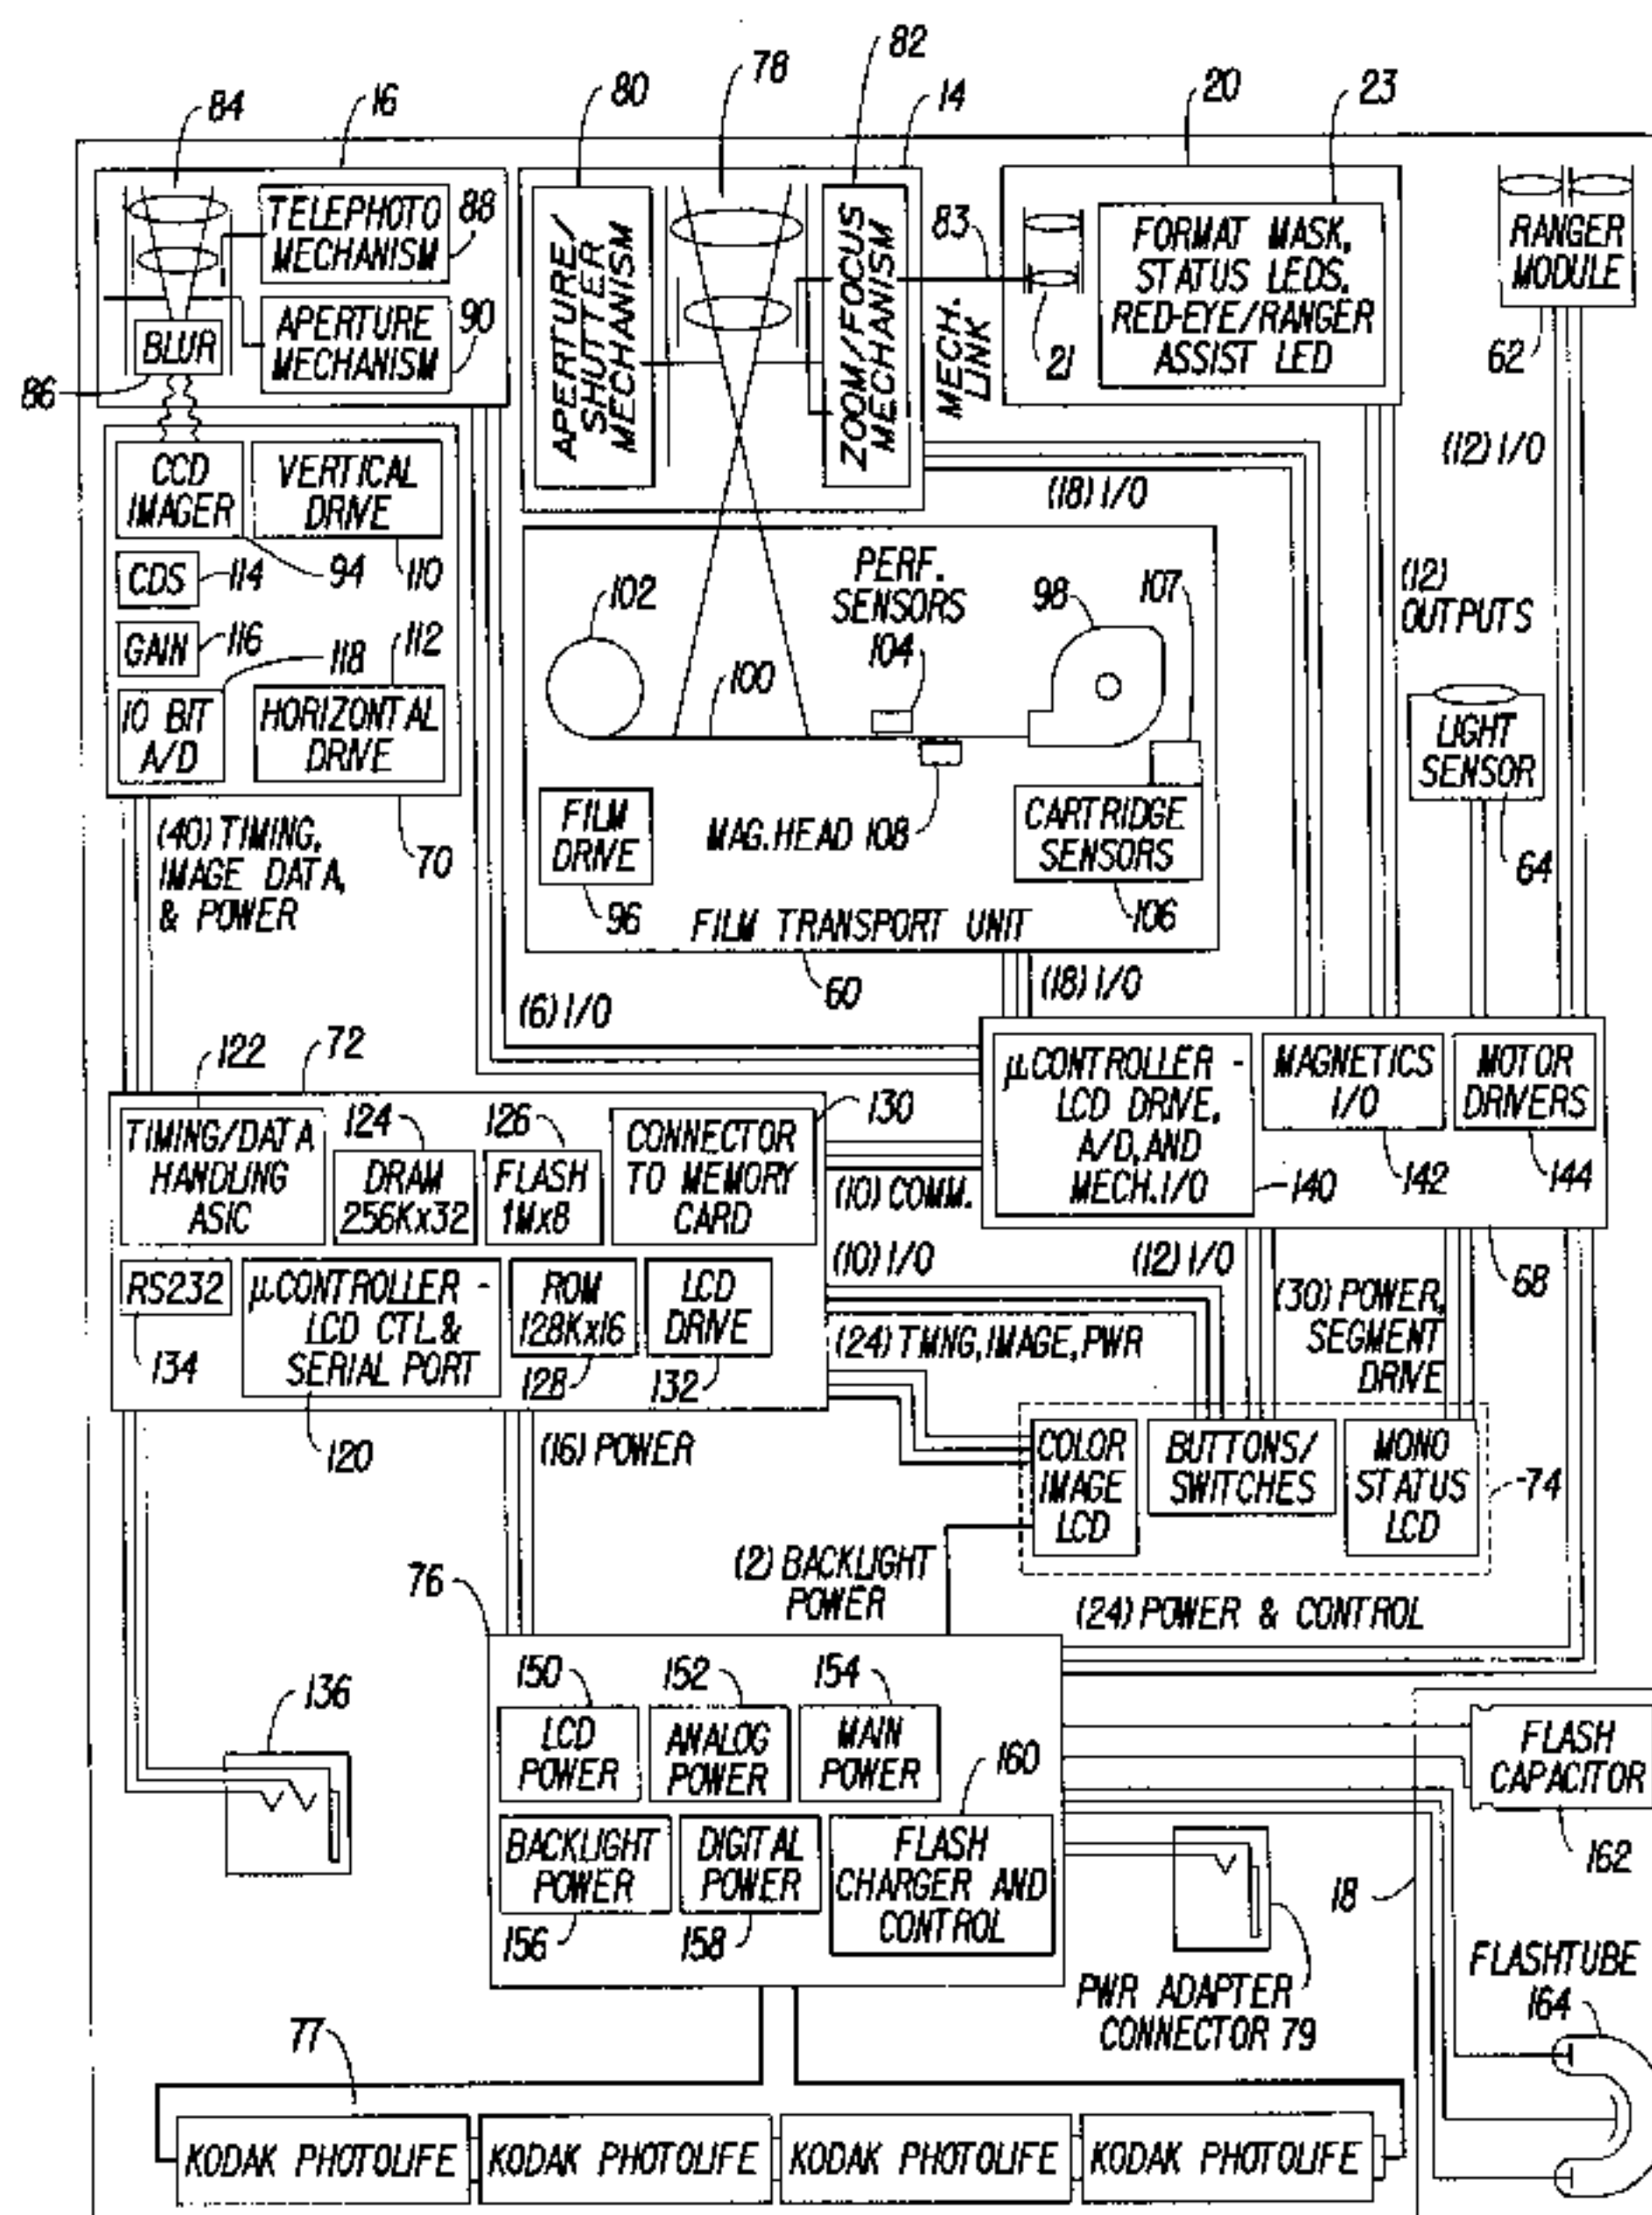 82
78
80
14
20
23
16
84
TELEPHOTO
MECHANISM
88
APERTURE
MECHANISM
90
BLUR
86
APERTURE/
SHUTTER
MECHANISM
ZOOM/FOCUS
MECHANISM
83
MECH.
LINK
21
FORMAT MASK,
STATUS LEDS,
RED-EYE/RANGER
ASSIST LED
RANGER
MODULE
62
(12) I/O
CCD
IMAGER
VERTICAL
DRIVE
CDS
114
94
110
GAIN
116
118
112
10 BIT
A/D
HORIZONTAL
DRIVE
70
(40) TIMING,
IMAGE DATA,
& POWER
(18) I/O
(12)
OUTPUTS
102
PERF.
SENSORS
104
98
107
100
FILM
DRIVE
96
MAG. HEAD 108
CARTRIDGE
SENSORS
106
FILM TRANSPORT UNIT
60
LIGHT
SENSOR
64
(6) I/O
(18) I/O
122
72
TIMING/DATA
HANDLING
ASIC
124
DRAM
256Kx32
126
FLASH
1Mx8
CONNECTOR
TO MEMORY
CARD
130
RS232
134
µCONTROLLER -
LCD CTL.&
SERIAL PORT
120
ROM
128Kx16
128
LCD
DRIVE
132
µCONTROLLER -
LCD DRIVE,
A/D, AND
MECH. I/O
140
MAGNETICS
I/O
142
MOTOR
DRIVERS
144
68
(10) COMM.
(10) I/O
(12) I/O
(24) TMNG, IMAGE, PWR
(30) POWER,
SEGMENT
DRIVE
(16) POWER
COLOR
IMAGE
LCD
BUTTONS/
SWITCHES
MONO
STATUS
LCD
74
(2) BACKLIGHT
POWER
(24) POWER & CONTROL
76
136
150
LCD
POWER
152
ANALOG
POWER
154
MAIN
POWER
160
BACKLIGHT
POWER
156
DIGITAL
POWER
158
FLASH
CHARGER AND
CONTROL
FLASH
CAPACITOR
162
18
PWR ADAPTER
CONNECTOR 79
FLASHTUBE
164
77
KODAK PHOTOLIFE
KODAK PHOTOLIFE
KODAK PHOTOLIFE
KODAK PHOTOLIFE